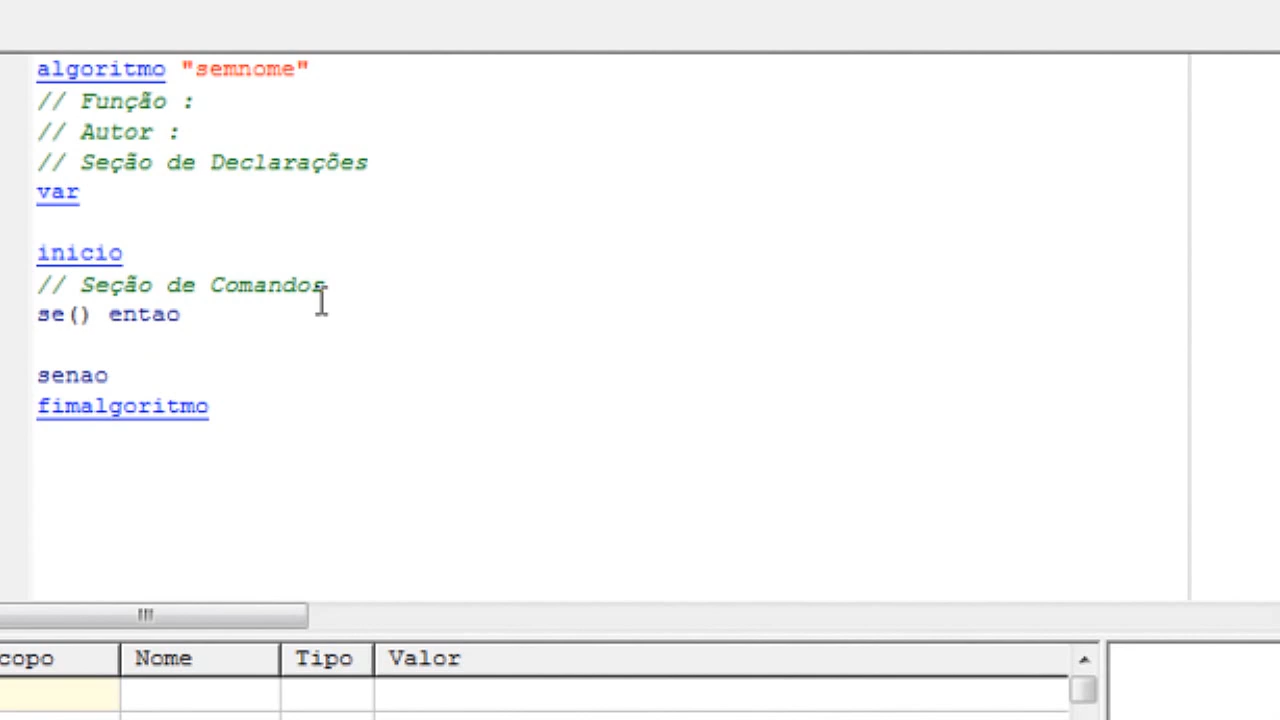 algoritmo "semnome"
// Função :
// Autor :
// Seção de Declarações
var
inicio
// Seção de Comandos
se() entao
senao
fimalgoritmo
copo Nome Tipo Valor